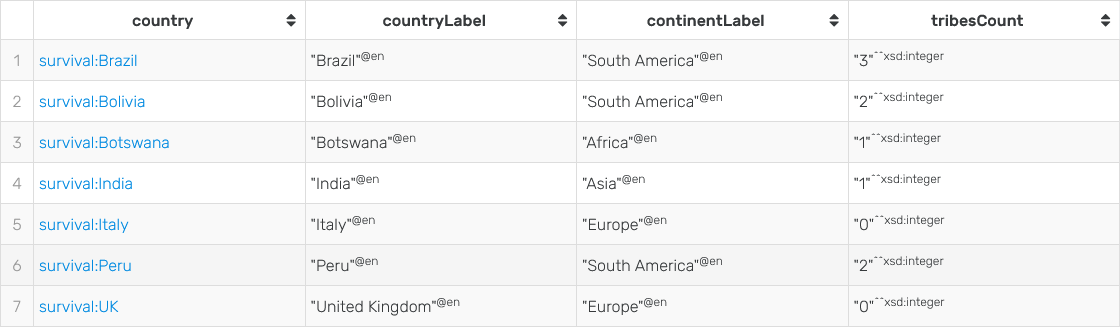 country countryLabel continentLabel tribesCount
1 survival:Brazil "Brazil"@en "South America"@en "3"^^xsd:integer
2 survival:Bolivia "Bolivia"@en "South America"@en "2"^^xsd:integer
3 survival:Botswana "Botswana"@en "Africa"@en "1"^^xsd:integer
4 survival:India "India"@en "Asia"@en "1"^^xsd:integer
5 survival:Italy "Italy"@en "Europe"@en "0"^^xsd:integer
6 survival:Peru "Peru"@en "South America"@en "2"^^xsd:integer
7 survival:UK "United Kingdom"@en "Europe"@en "0"^^xsd:integer